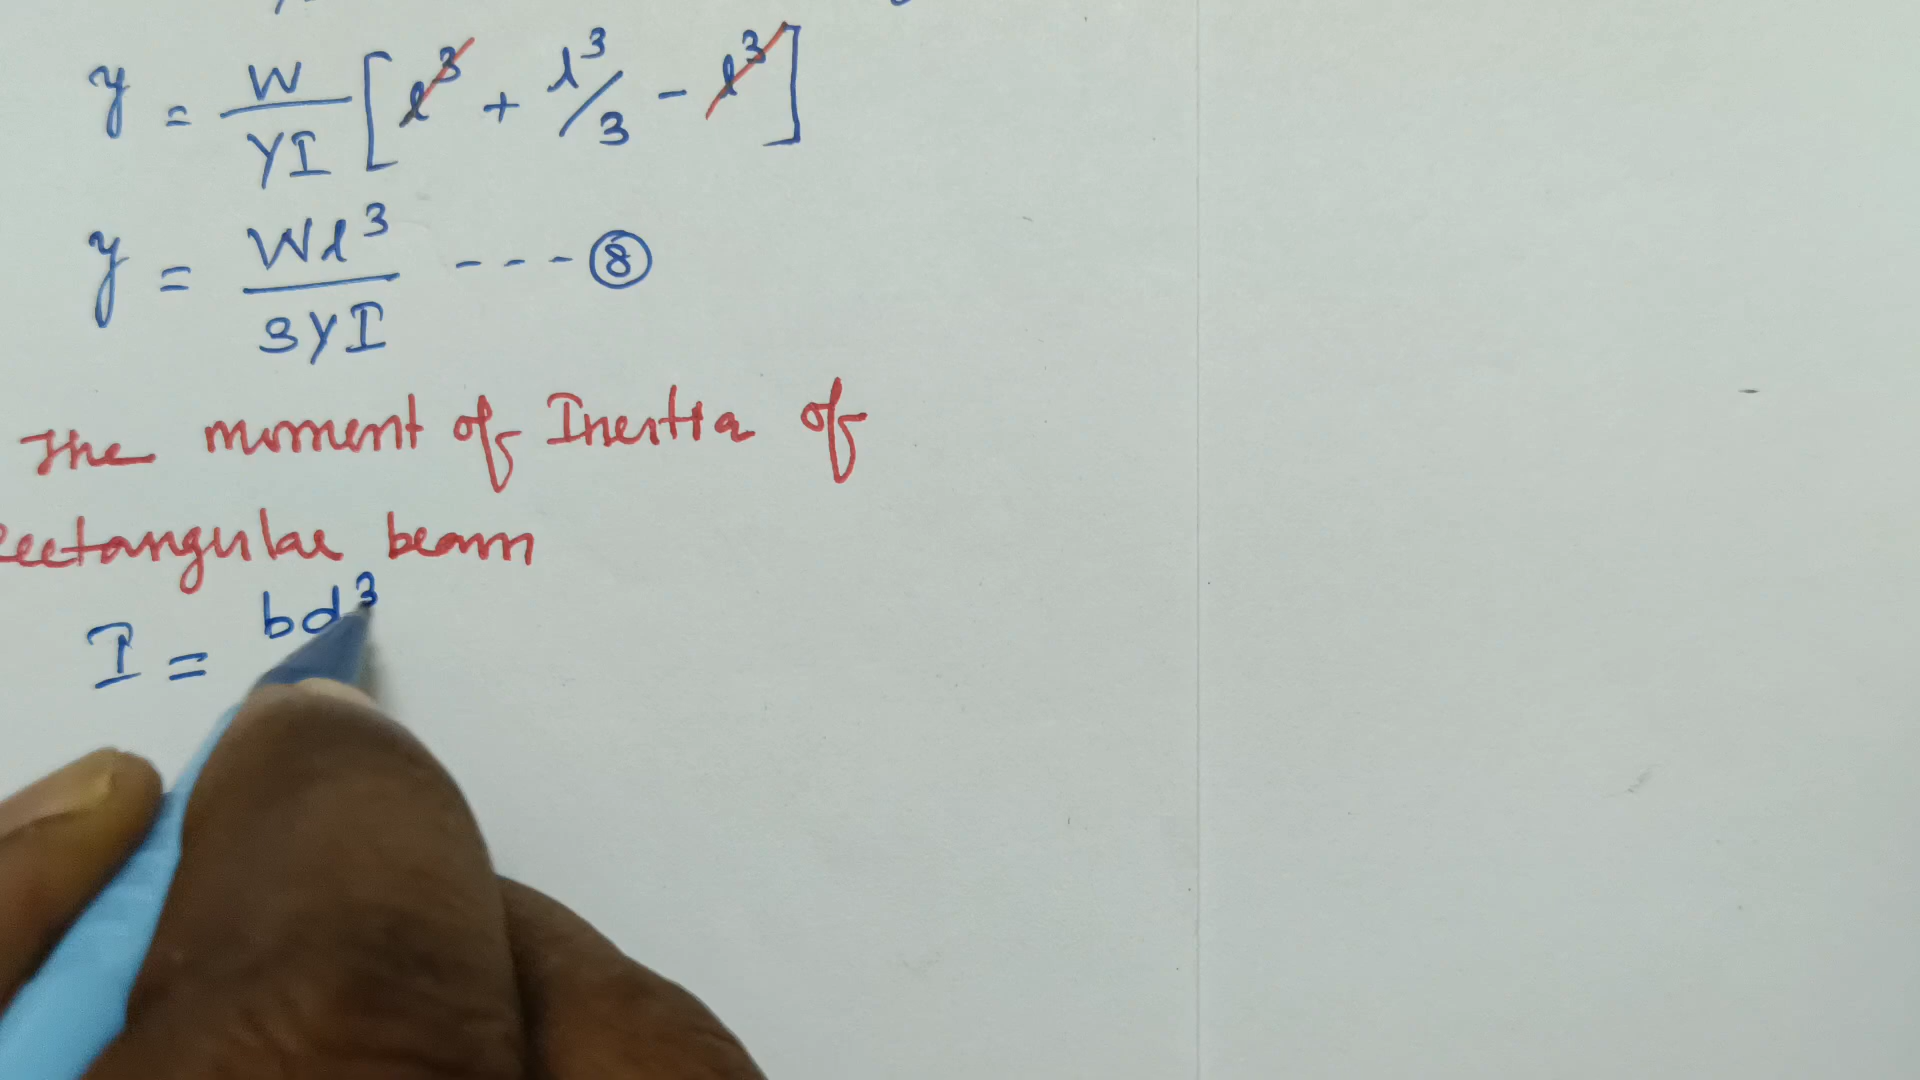 y = W/YI [l³ + l³/3 - l³]
y = Wl³/3YI ---- ⑧
The moment of Inertia of
Rectangular beam
I = bd³